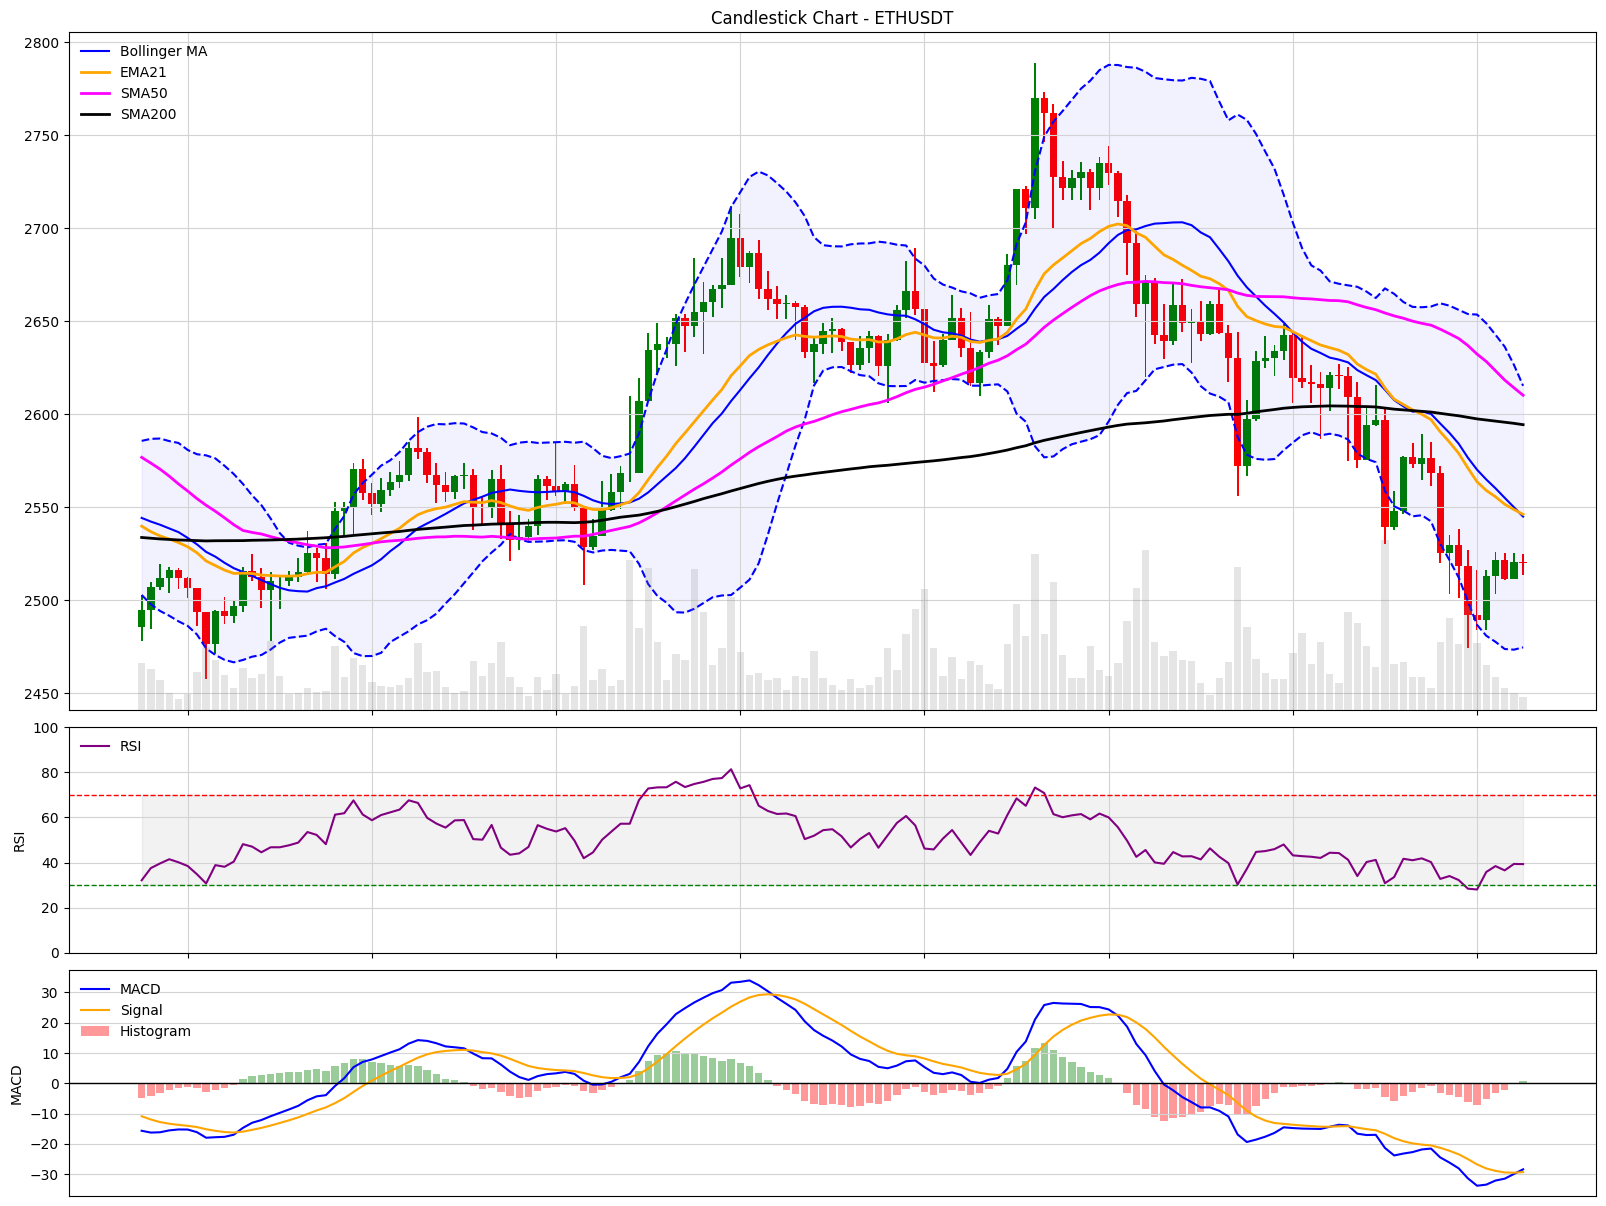 Candlestick Chart - ETHUSDT
Bollinger MA
EMA21
SMA50
SMA200
2800
2750
2700
2650
2600
2550
2500
2450
RSI
100
80
60
40
20
0
RSI
MACD
Signal
Histogram
30
20
10
0
−10
−20
−30
MACD